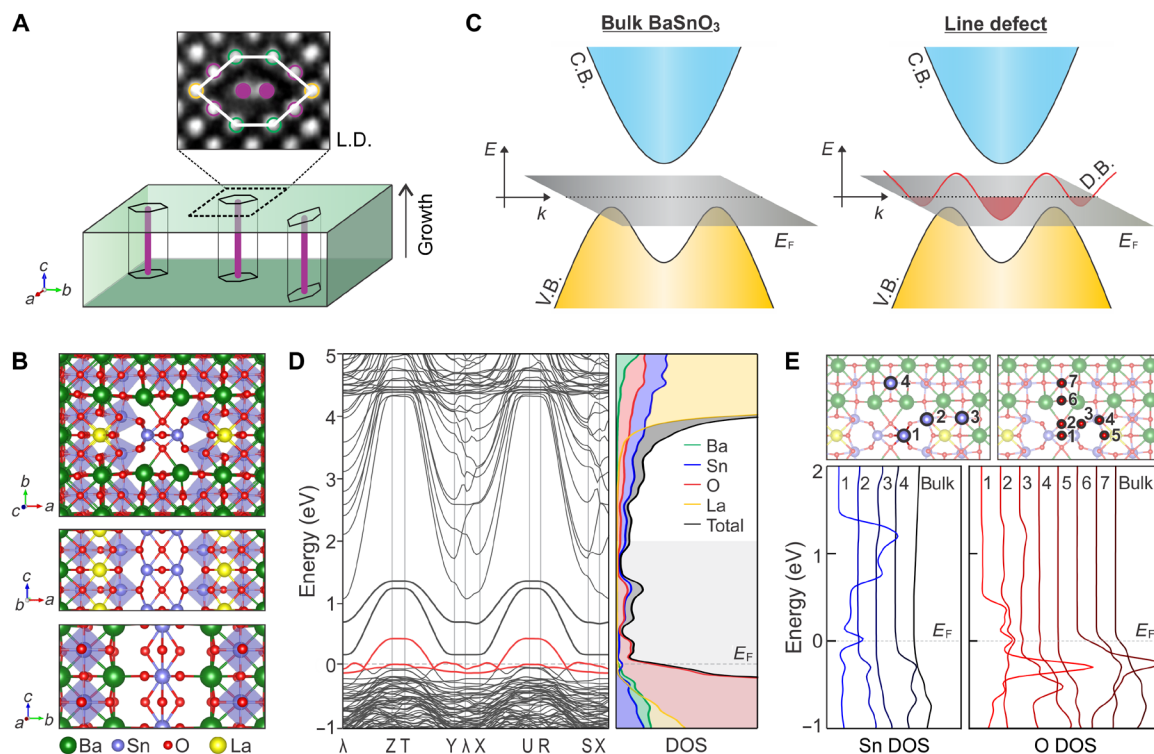 A
L.D.
Growth
c
a
b
C
Bulk BaSnO3
Line defect
C.B.
C.B.
E
k
E
k
D.B.
EF
EF
V.B.
V.B.
B
b
c
a
c
b
a
c
a
b
Ba Sn O La
D
Energy (eV)
5
4
3
2
1
0
−1
λ Z T Y λ X U R S X
Ba
Sn
O
La
Total
EF
EF
DOS
E
4
2
3
1
7
6
3
2
4
1
5
Energy (eV)
2
1
0
−1
1 2 3 4 Bulk
EF
Sn DOS
1 2 3 4 5 6 7 Bulk
EF
O DOS